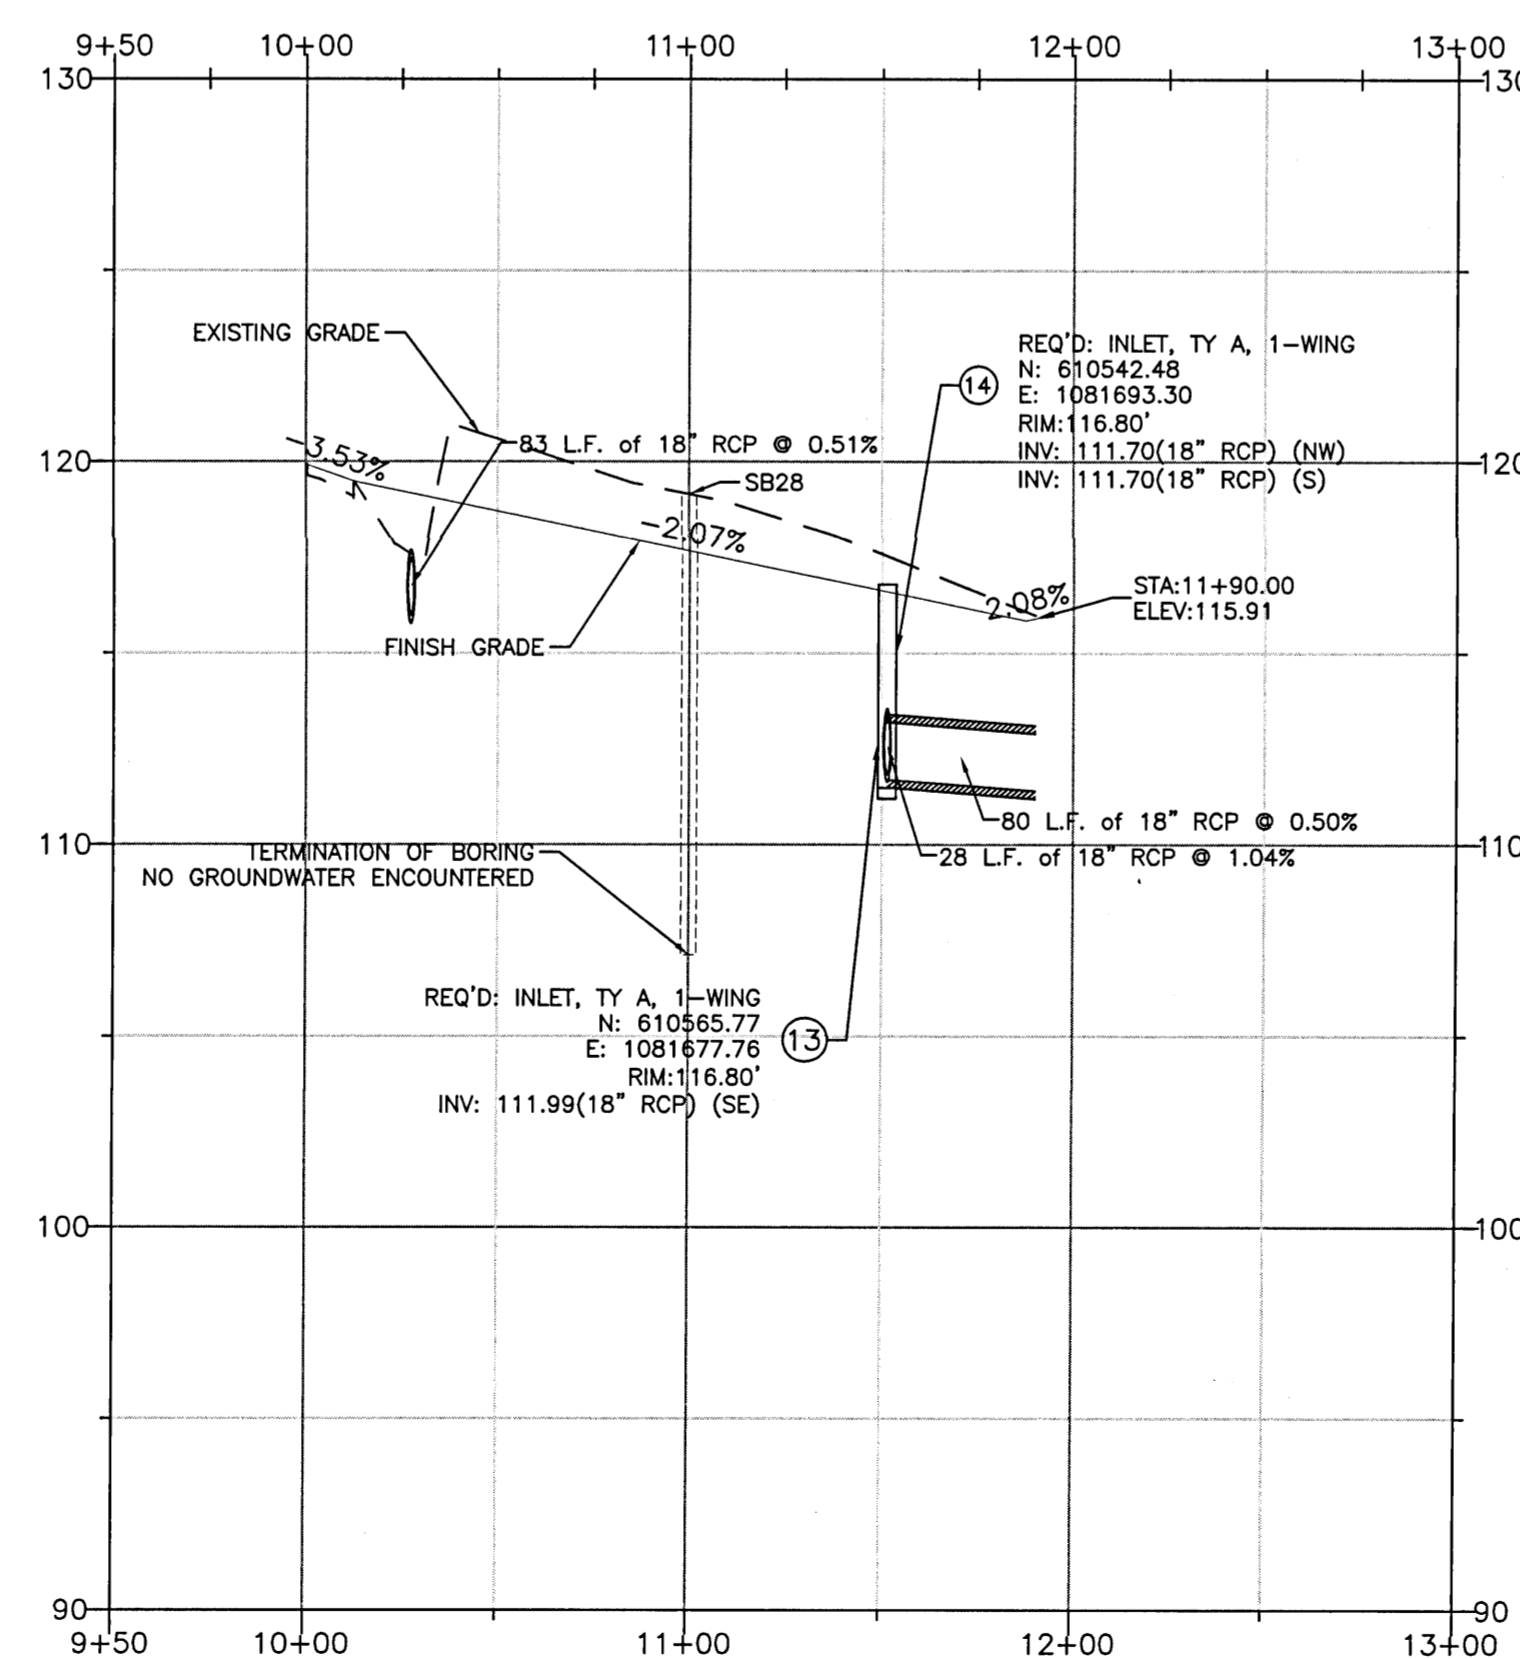 9+50 10+00 11+00 12+00 13+00
130
EXISTING GRADE
REQ'D: INLET, TY A, 1-WING
14
N: 610542.48
E: 1081693.30
RIM:116.80'
INV: 111.70(18" RCP) (NW)
INV: 111.70(18" RCP) (S)
-3.53%
83 L.F. of 18" RCP @ 0.51%
120
SB28
-2.07%
2.08%
STA:11+90.00
ELEV:115.91
FINISH GRADE
80 L.F. of 18" RCP @ 0.50%
110 110
28 L.F. of 18" RCP @ 1.04%
TERMINATION OF BORING
NO GROUNDWATER ENCOUNTERED
REQ'D: INLET, TY A, 1-WING
N: 610565.77
E: 1081677.76
RIM:116.80'
INV: 111.99(18" RCP) (SE)
13
100 100
90 90
9+50 10+00 11+00 12+00 13+00